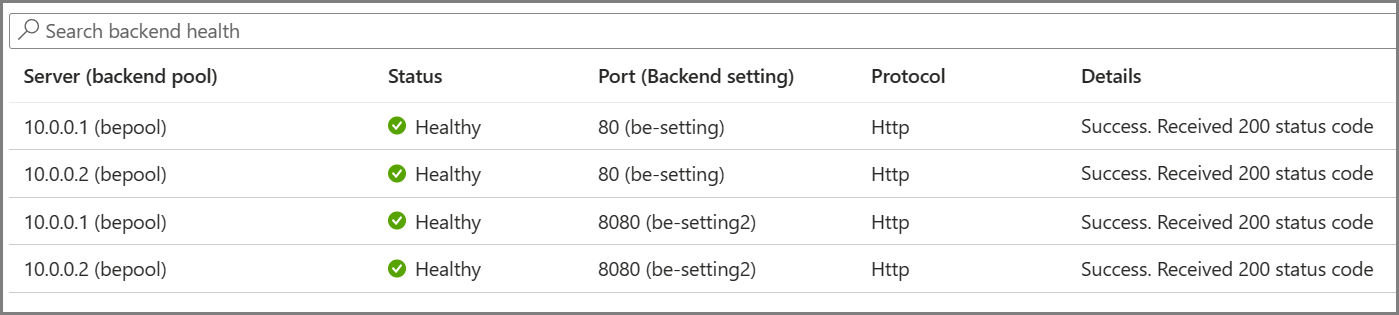 Search backend health
Server (backend pool) Status Port (Backend setting) Protocol Details
10.0.0.1 (bepool) Healthy 80 (be-setting) Http Success. Received 200 status code
10.0.0.2 (bepool) Healthy 80 (be-setting) Http Success. Received 200 status code
10.0.0.1 (bepool) Healthy 8080 (be-setting2) Http Success. Received 200 status code
10.0.0.2 (bepool) Healthy 8080 (be-setting2) Http Success. Received 200 status code